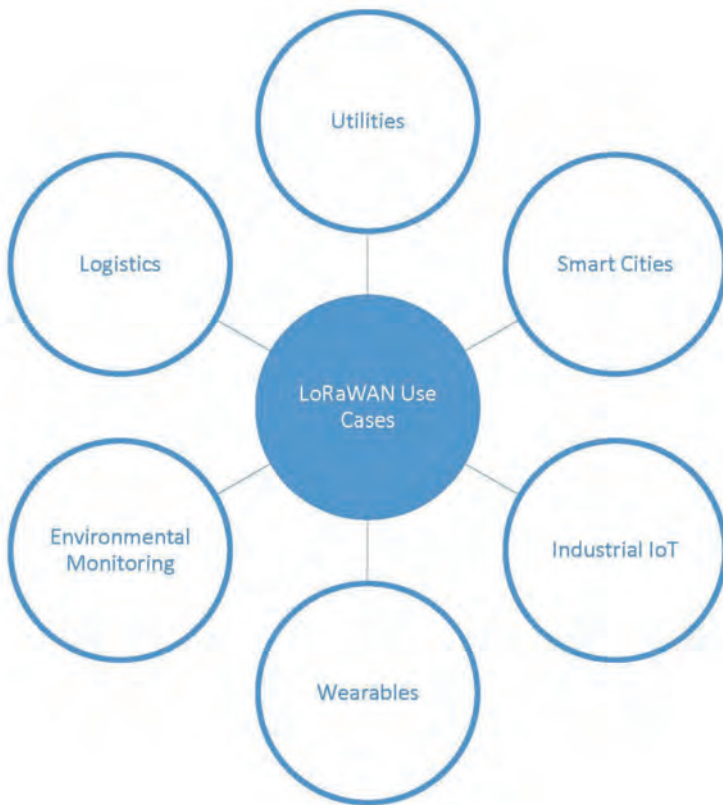 Utilities
Logistics
Smart Cities
LoRaWAN Use
Cases
Environmental
Monitoring
Industrial IoT
Wearables